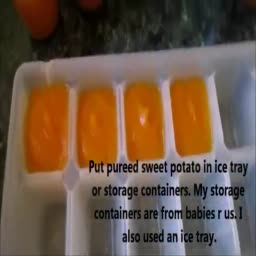 Put pureed sweet potato in ice tray
or storage containers. My storage
containers are from babies r us. I
also used an ice tray.